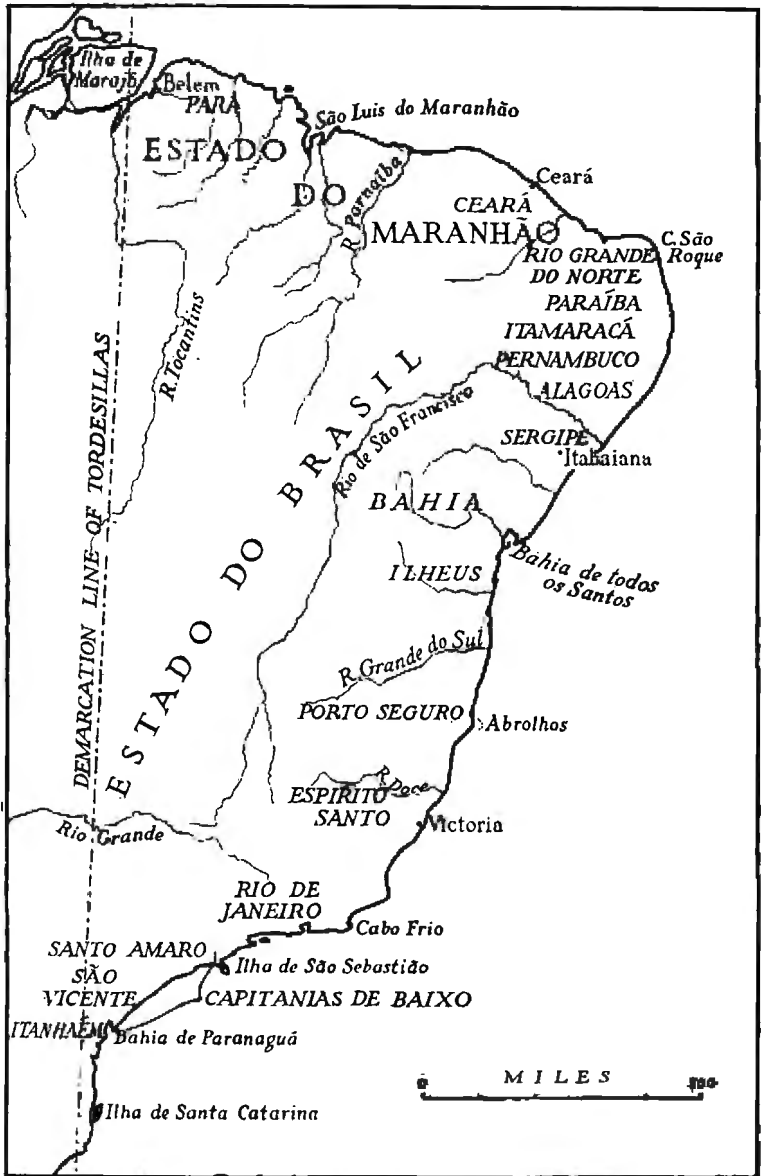 Ilha de
Marajó
Belem
PARÁ
São Luis do Maranhão
ESTADO
DO
MARANHÃO
R. Parnaíba
Ceará
CEARÁ
C. São
Roque
RIO GRANDE
DO NORTE
PARAÍBA
ITAMARACÁ
PERNAMBUCO
ALAGOAS
R. Tocantins
DEMARCATION LINE OF TORDESILLAS
ESTADO DO BRASIL
Rio de São Francisco
SERGIPE
Itabaiana
BAHIA
Bahia de todos
os Santos
ILHEUS
R. Grande do Sul
PORTO SEGURO
Abrolhos
R. Doce
ESPIRITO
SANTO
Victoria
Rio Grande
RIO DE
JANEIRO
Cabo Frio
SANTO AMARO
Ilha de São Sebastião
SÃO
VICENTE
CAPITANIAS DE BAIXO
ITANHAEM
Bahia de Paranaguá
MILES
0
Ilha de Santa Catarina